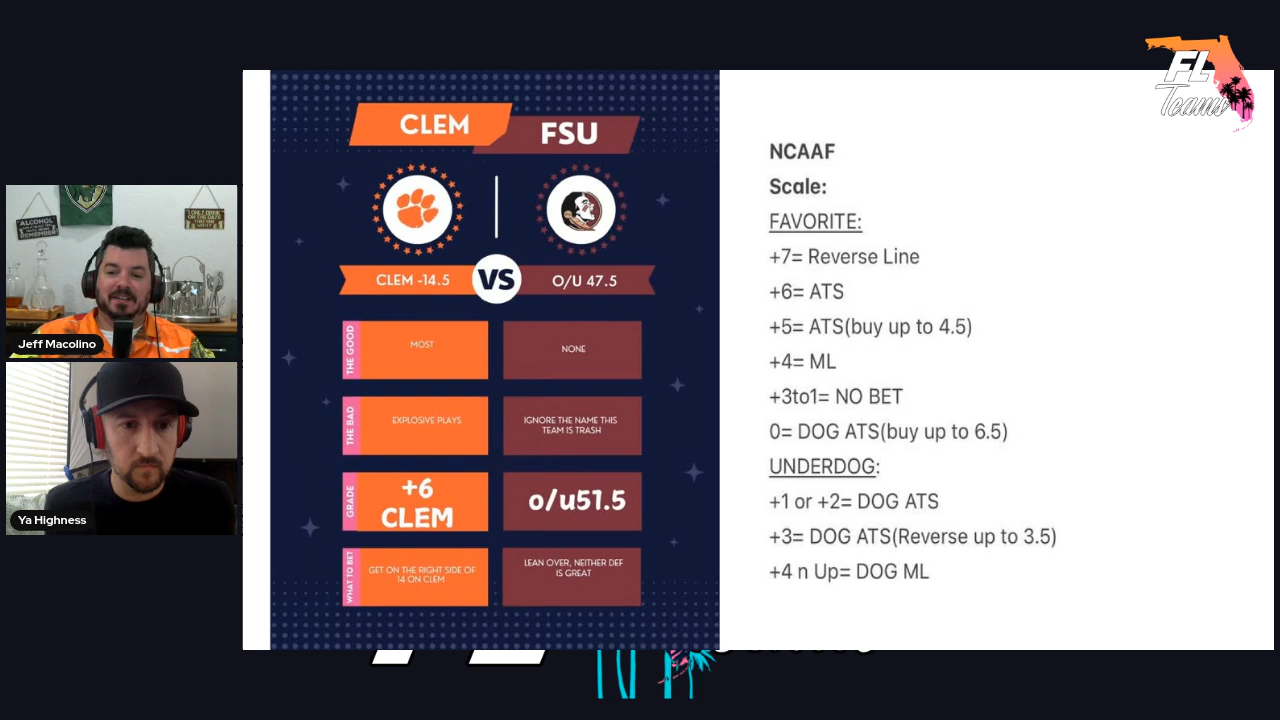 FL
Teams
CLEM
FSU
CLEM -14.5
VS
O/U 47.5
THE GOOD
MOST
NONE
THE BAD
EXPLOSIVE PLAYS
IGNORE THE NAME THIS
TEAM IS TRASH
GRADE
+6
CLEM
o/u51.5
WHAT TO BET
GET ON THE RIGHT SIDE OF
14 ON CLEM
LEAN OVER, NEITHER DEF
IS GREAT
NCAAF
Scale:
FAVORITE:
+7= Reverse Line
+6= ATS
+5= ATS(buy up to 4.5)
+4= ML
+3to1= NO BET
0= DOG ATS(buy up to 6.5)
UNDERDOG:
+1 or +2= DOG ATS
+3= DOG ATS(Reverse up to 3.5)
+4 n Up= DOG ML
ALCOHOL
REMEMBER
I ONLY DRINK
Jeff Macolino
Ya Highness